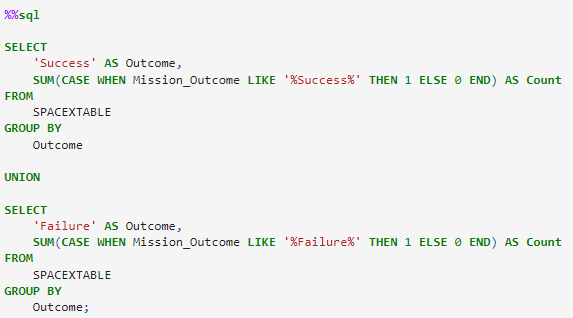 %%sql
SELECT
'Success' AS Outcome,
SUM(CASE WHEN Mission_Outcome LIKE '%Success%' THEN 1 ELSE 0 END) AS Count
FROM
SPACEXTABLE
GROUP BY
Outcome
UNION
SELECT
'Failure' AS Outcome,
SUM(CASE WHEN Mission_Outcome LIKE '%Failure%' THEN 1 ELSE 0 END) AS Count
FROM
SPACEXTABLE
GROUP BY
Outcome;